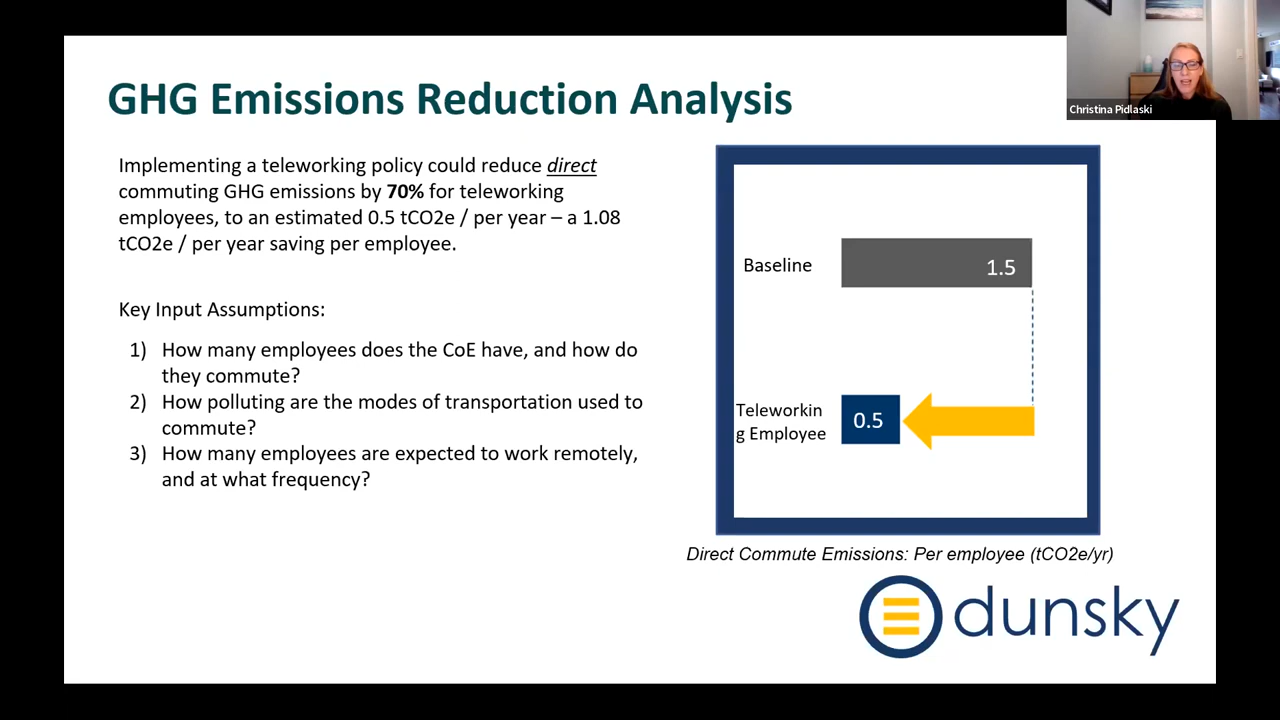 GHG Emissions Reduction Analysis
Christina Pidlaski
Implementing a teleworking policy could reduce direct
commuting GHG emissions by 70% for teleworking
employees, to an estimated 0.5 tCO2e / per year – a 1.08
tCO2e / per year saving per employee.
Key Input Assumptions:
1) How many employees does the CoE have, and how do
they commute?
2) How polluting are the modes of transportation used to
commute?
3) How many employees are expected to work remotely,
and at what frequency?
Baseline
1.5
Teleworkin
g Employee
0.5
Direct Commute Emissions: Per employee (tCO2e/yr)
dunsky